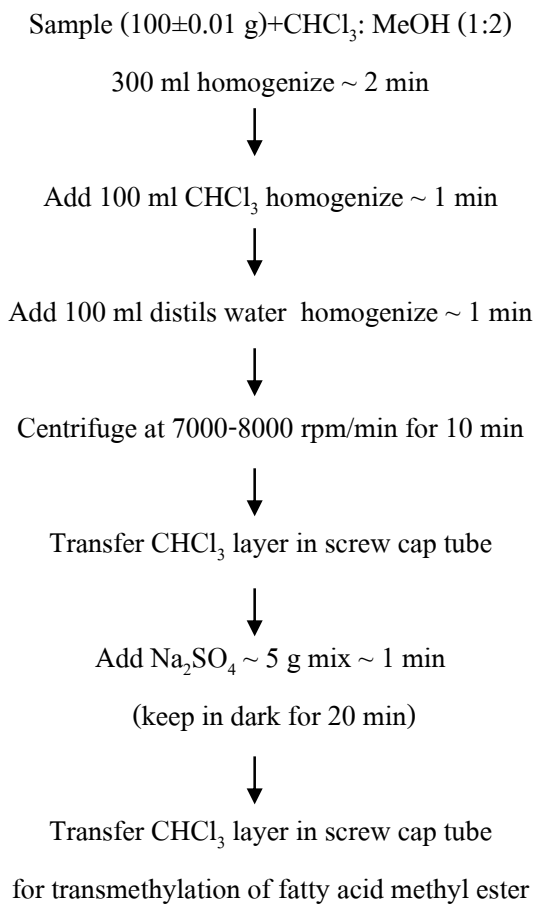 Sample (100±0.01 g)+CHCl₃: MeOH (1:2)
300 ml homogenize ~ 2 min
Add 100 ml CHCl₃ homogenize ~ 1 min
Add 100 ml distils water homogenize ~ 1 min
Centrifuge at 7000-8000 rpm/min for 10 min
Transfer CHCl₃ layer in screw cap tube
Add Na₂SO₄ ~ 5 g mix ~ 1 min
(keep in dark for 20 min)
Transfer CHCl₃ layer in screw cap tube
for transmethylation of fatty acid methyl ester